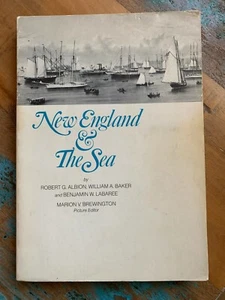 New England
&
The Sea
by
ROBERT G. ALBION, WILLIAM A. BAKER
and BENJAMIN W. LABAREE
MARION V. BREWINGTON
Picture Editor